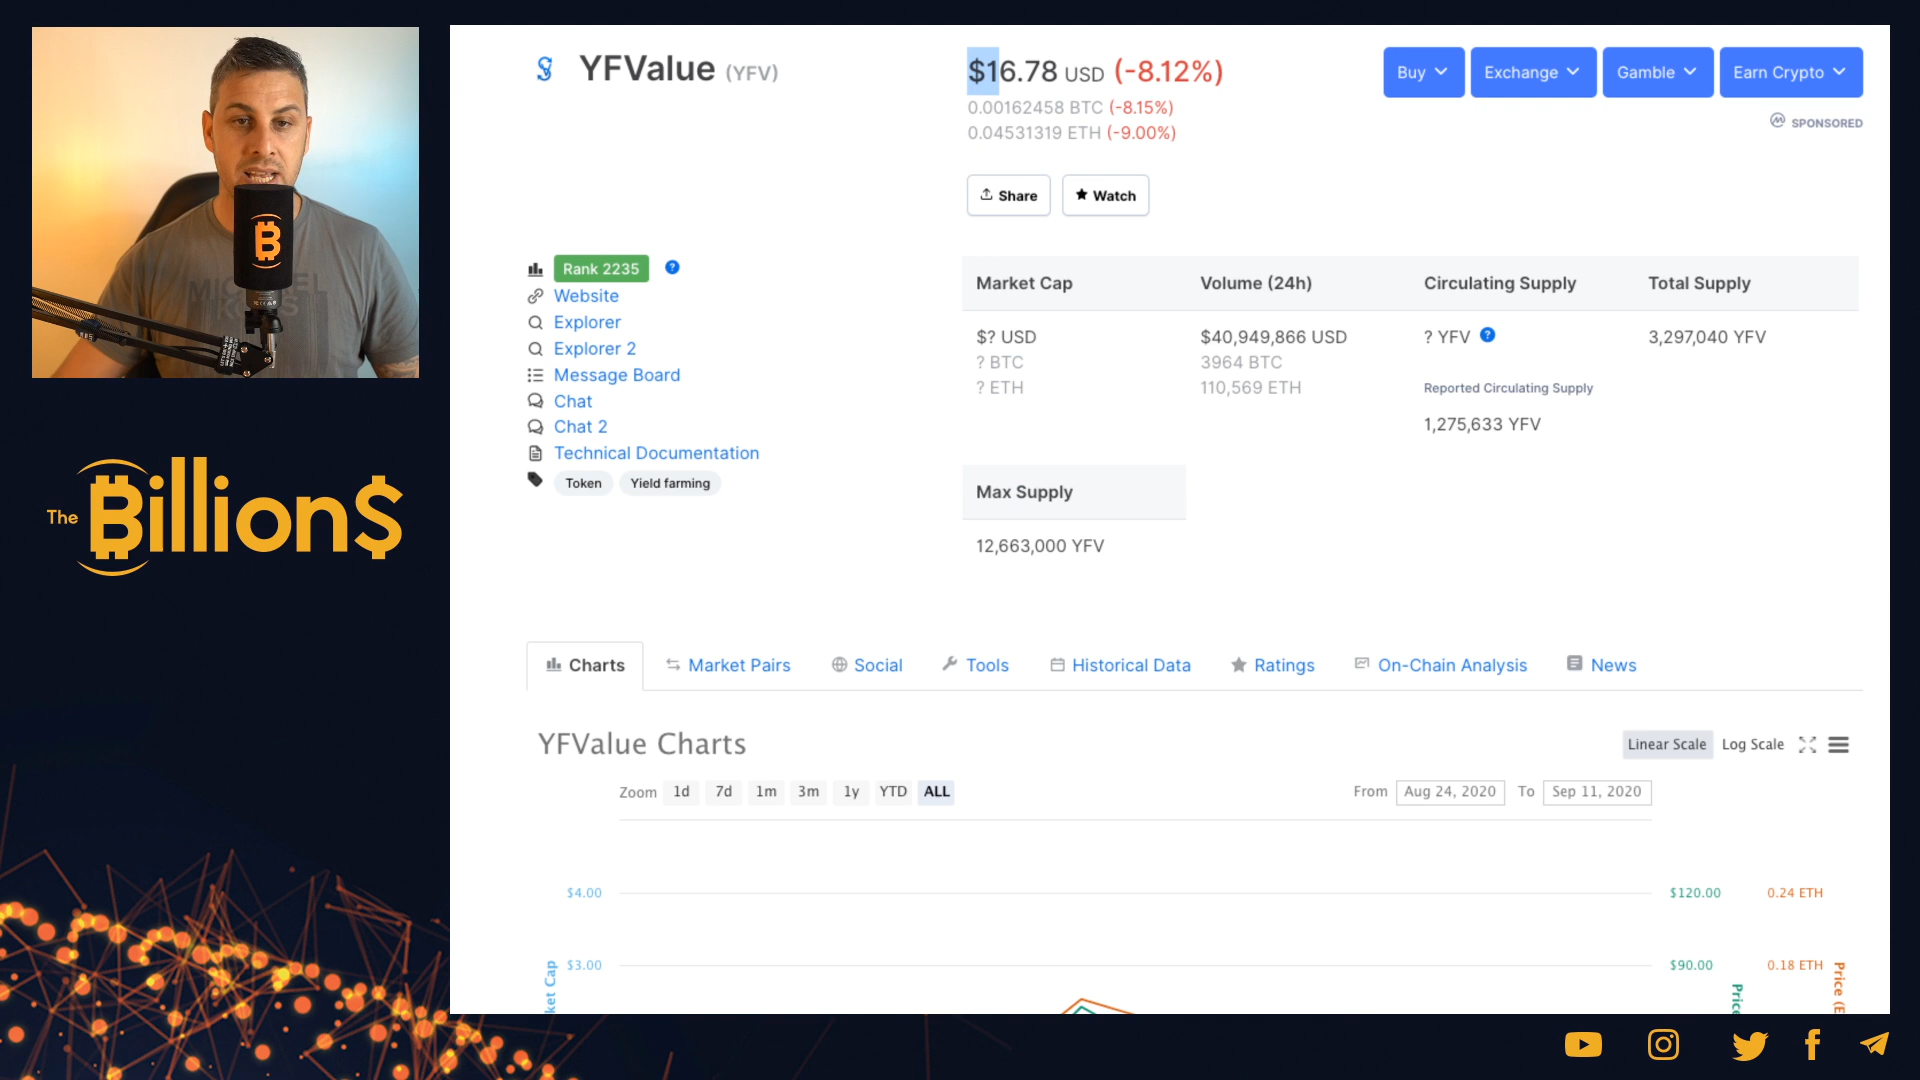 YFValue (YFV)
$16.78 USD (-8.12%)
0.00162458 BTC (-8.15%)
0.04531319 ETH (-9.00%)
Buy
Exchange
Gamble
Earn Crypto
SPONSORED
Share
Watch
Rank 2235
Website
Explorer
Explorer 2
Message Board
Chat
Chat 2
Technical Documentation
Token
Yield farming
Market Cap
Volume (24h)
Circulating Supply
Total Supply
$? USD
? BTC
? ETH
$40,949,866 USD
3964 BTC
110,569 ETH
? YFV
Reported Circulating Supply
1,275,633 YFV
3,297,040 YFV
Max Supply
12,663,000 YFV
The Billion$
Charts
Market Pairs
Social
Tools
Historical Data
Ratings
On-Chain Analysis
News
YFValue Charts
Linear Scale
Log Scale
Zoom
1d
7d
1m
3m
1y
YTD
ALL
From Aug 24, 2020 To Sep 11, 2020
$4.00
$120.00
0.24 ETH
$3.00
$90.00
0.18 ETH
ket Cap
Price
Price (E